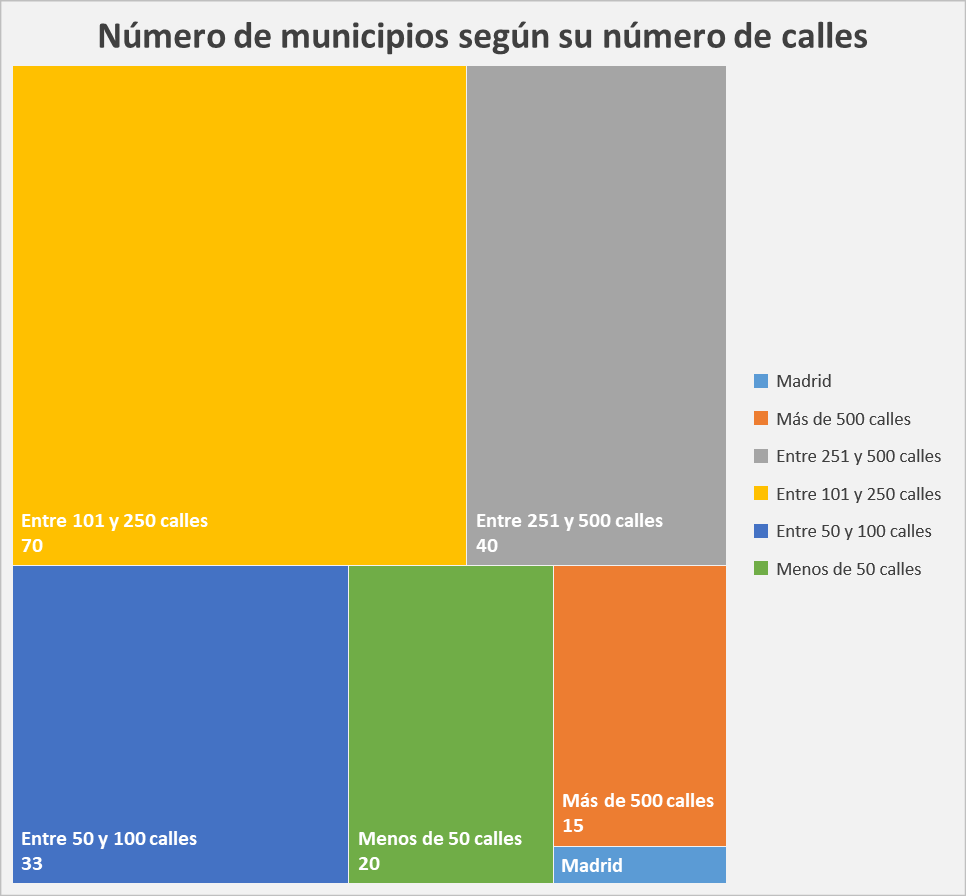 Número de municipios según su número de calles
Entre 101 y 250 calles
70
Entre 251 y 500 calles
40
Entre 50 y 100 calles
33
Menos de 50 calles
20
Más de 500 calles
15
Madrid
Madrid
Más de 500 calles
Entre 251 y 500 calles
Entre 101 y 250 calles
Entre 50 y 100 calles
Menos de 50 calles